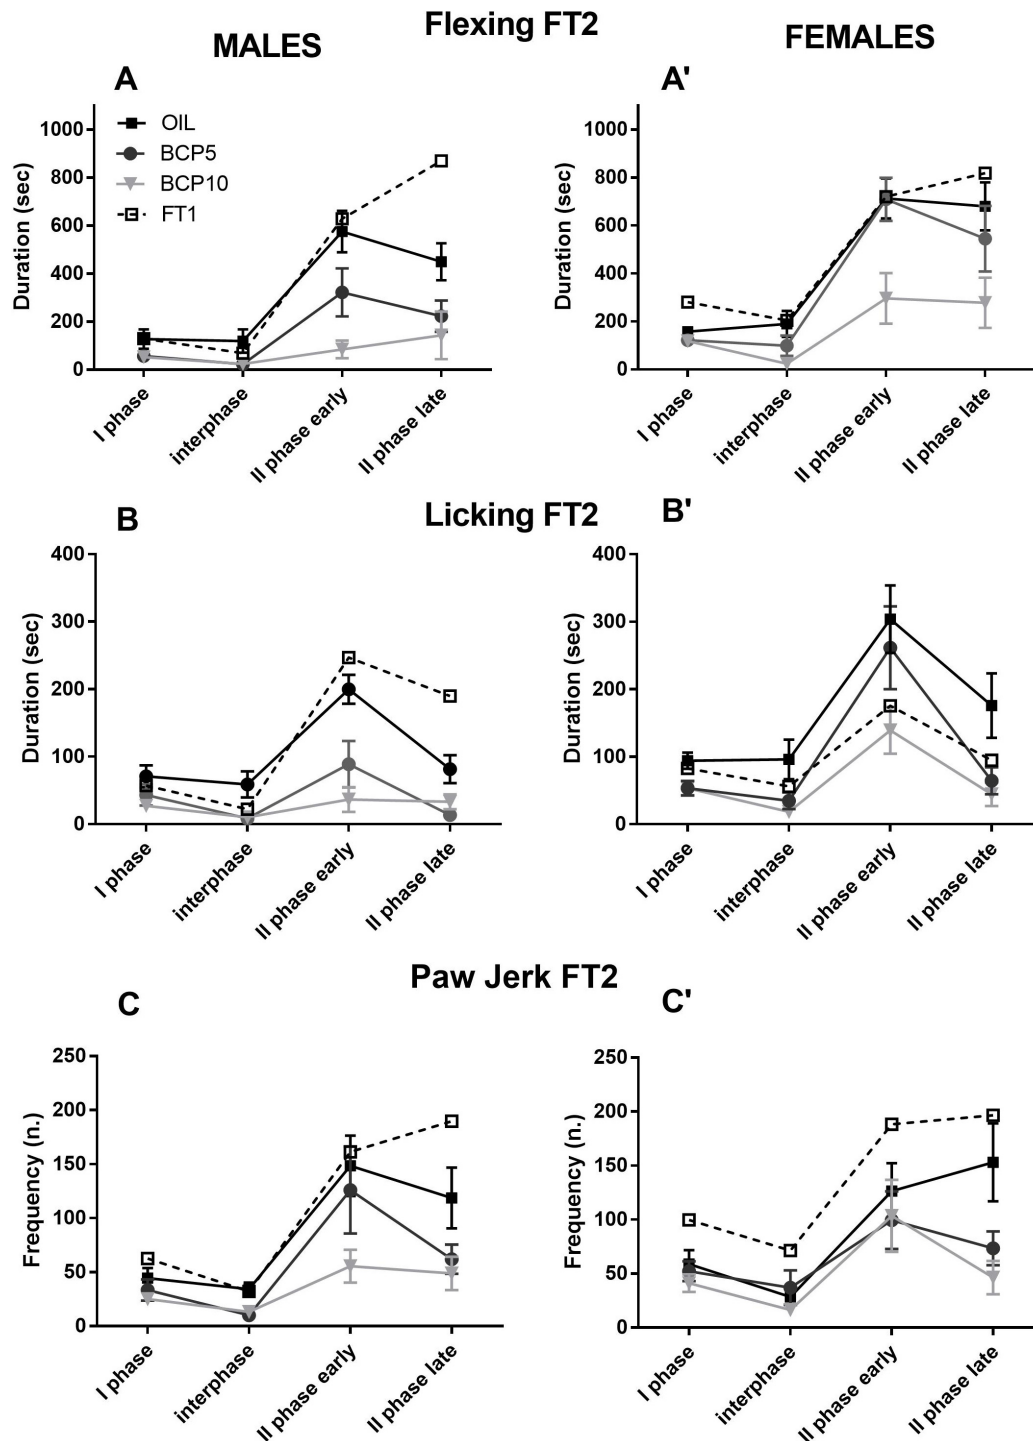 Flexing FT2
MALES
FEMALES
A
A'
OIL
BCP5
BCP10
FT1
Duration (sec)
1000
800
600
400
200
0
I phase
interphase
II phase early
II phase late
Duration (sec)
1000
800
600
400
200
0
I phase
interphase
II phase early
II phase late
Licking FT2
B
B'
Duration (sec)
400
300
200
100
0
I phase
interphase
II phase early
II phase late
Duration (sec)
400
300
200
100
0
I phase
interphase
II phase early
II phase late
Paw Jerk FT2
C
C'
Frequency (n.)
250
200
150
100
50
0
I phase
interphase
II phase early
II phase late
Frequency (n.)
250
200
150
100
50
0
I phase
interphase
II phase early
II phase late